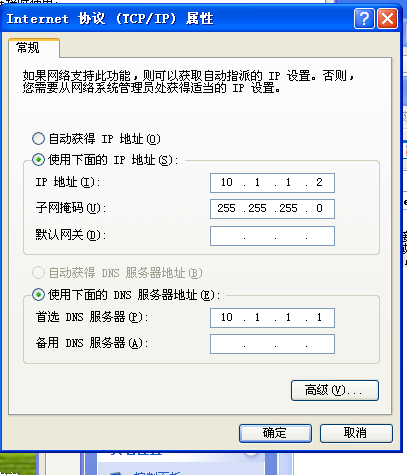 Internet 协议 (TCP/IP) 属性
常规
如果网络支持此功能，则可以获取自动指派的 IP 设置。否则，
您需要从网络系统管理员处获得适当的 IP 设置。
自动获得 IP 地址(O)
使用下面的 IP 地址(S):
IP 地址(I): 10 . 1 . 1 . 2
子网掩码(U): 255 .255 .255 . 0
默认网关(D): . . .
自动获得 DNS 服务器地址(B)
使用下面的 DNS 服务器地址(E):
首选 DNS 服务器(P): 10 . 1 . 1 . 1
备用 DNS 服务器(A): . . .
高级(V)...
确定 取消